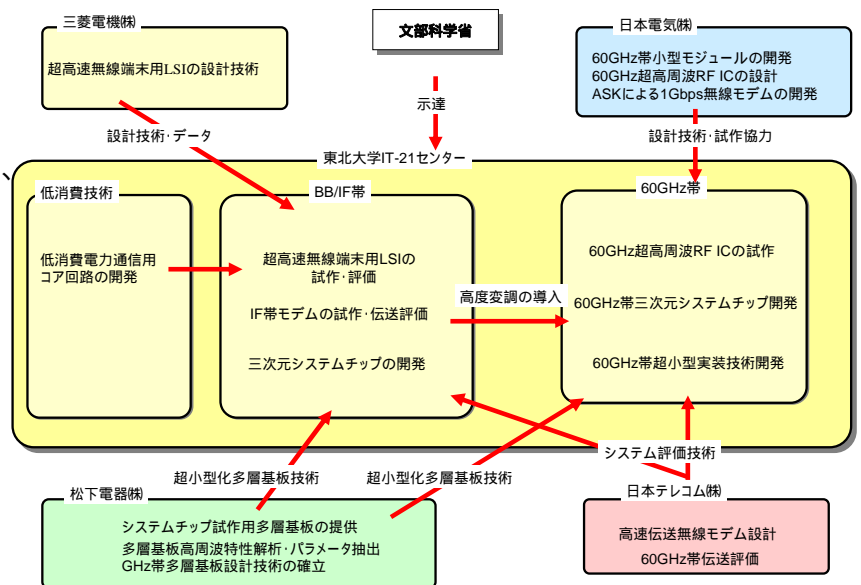 三菱電機㈱
超高速無線端末用LSIの設計技術
文部科学省
日本電気㈱
60GHz帯小型モジュールの開発
60GHz超高周波RF ICの設計
ASKによる1Gbps無線モデムの開発
示達
設計技術･データ
設計技術･試作協力
東北大学IT-21センター
、
低消費技術
低消費電力通信用
コア回路の開発
BB/IF帯
超高速無線端末用LSIの
試作･評価
IF帯モデムの試作･伝送評価
三次元システムチップの開発
高度変調の導入
60GHz帯
60GHz超高周波RF ICの試作
60GHz帯三次元システムチップ開発
60GHz帯超小型実装技術開発
超小型化多層基板技術
超小型化多層基板技術
システム評価技術
松下電器㈱
システムチップ試作用多層基板の提供
多層基板高周波特性解析･パラメータ抽出
GHz帯多層基板設計技術の確立
日本テレコム㈱
高速伝送無線モデム設計
60GHz帯伝送評価